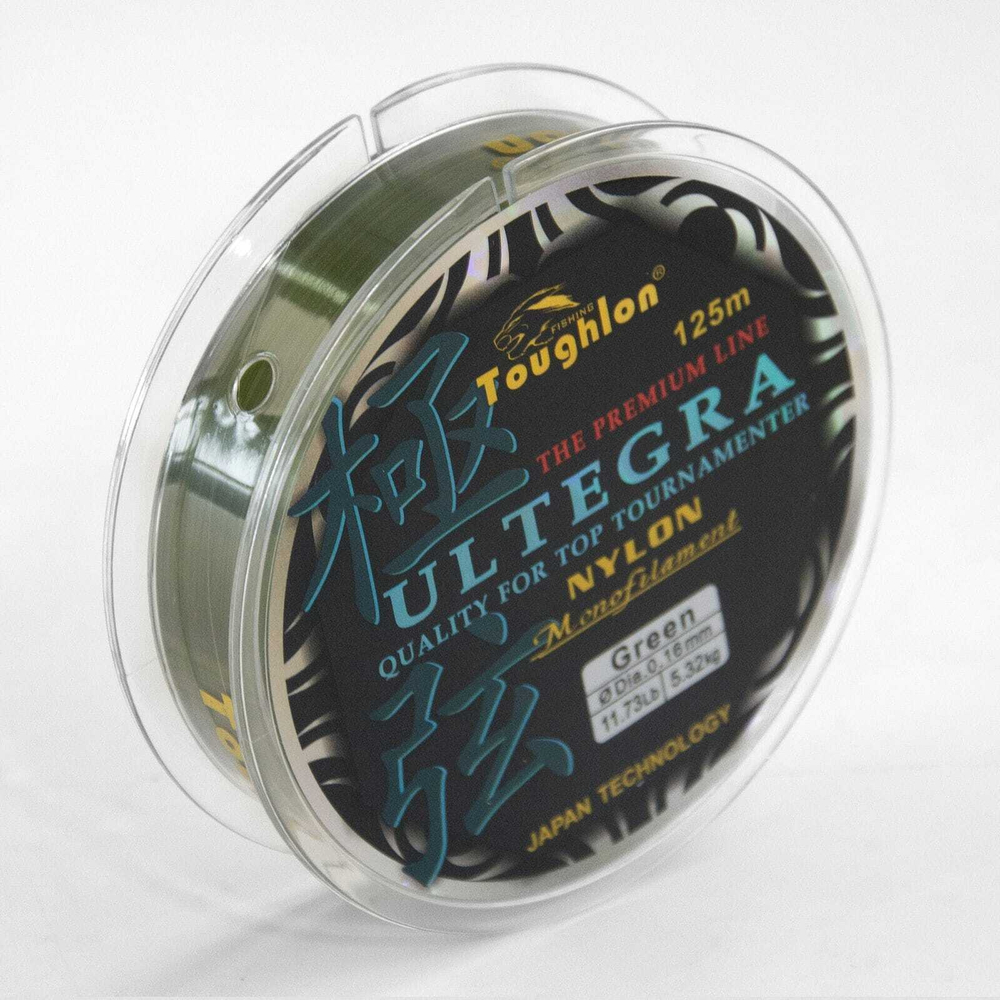 FISHING
Toughlon®
125m
THE PREMIUM LINE
ULTEGRA
QUALITY FOR TOP TOURNAMENTER
NYLON
Monofilament
極
弦
Green
ØDia.0,16mm
11.73Lb 5.32kg
JAPAN TECHNOLOGY